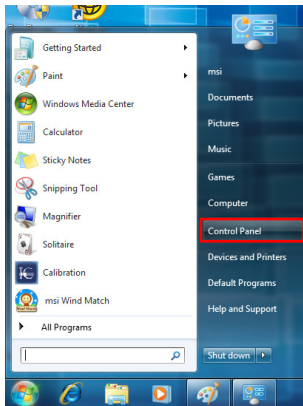 Getting Started
Paint
Windows Media Center
Calculator
Sticky Notes
Snipping Tool
Magnifier
Solitaire
Calibration
msi Wind Match
All Programs
msi
Documents
Pictures
Music
Games
Computer
Control Panel
Devices and Printers
Default Programs
Help and Support
Shut down